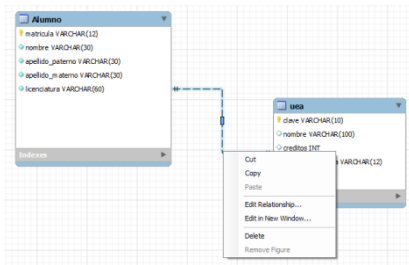 Alumno
matricula VARCHAR(12)
nombre VARCHAR(30)
apellido_paterno VARCHAR(30)
apellido_materno VARCHAR(30)
licenciatura VARCHAR(60)
Indexes
uea
clave VARCHAR(10)
nombre VARCHAR(100)
creditos INT
VARCHAR(12)
Cut
Copy
Paste
Edit Relationship...
Edit in New Window...
Delete
Remove Figure